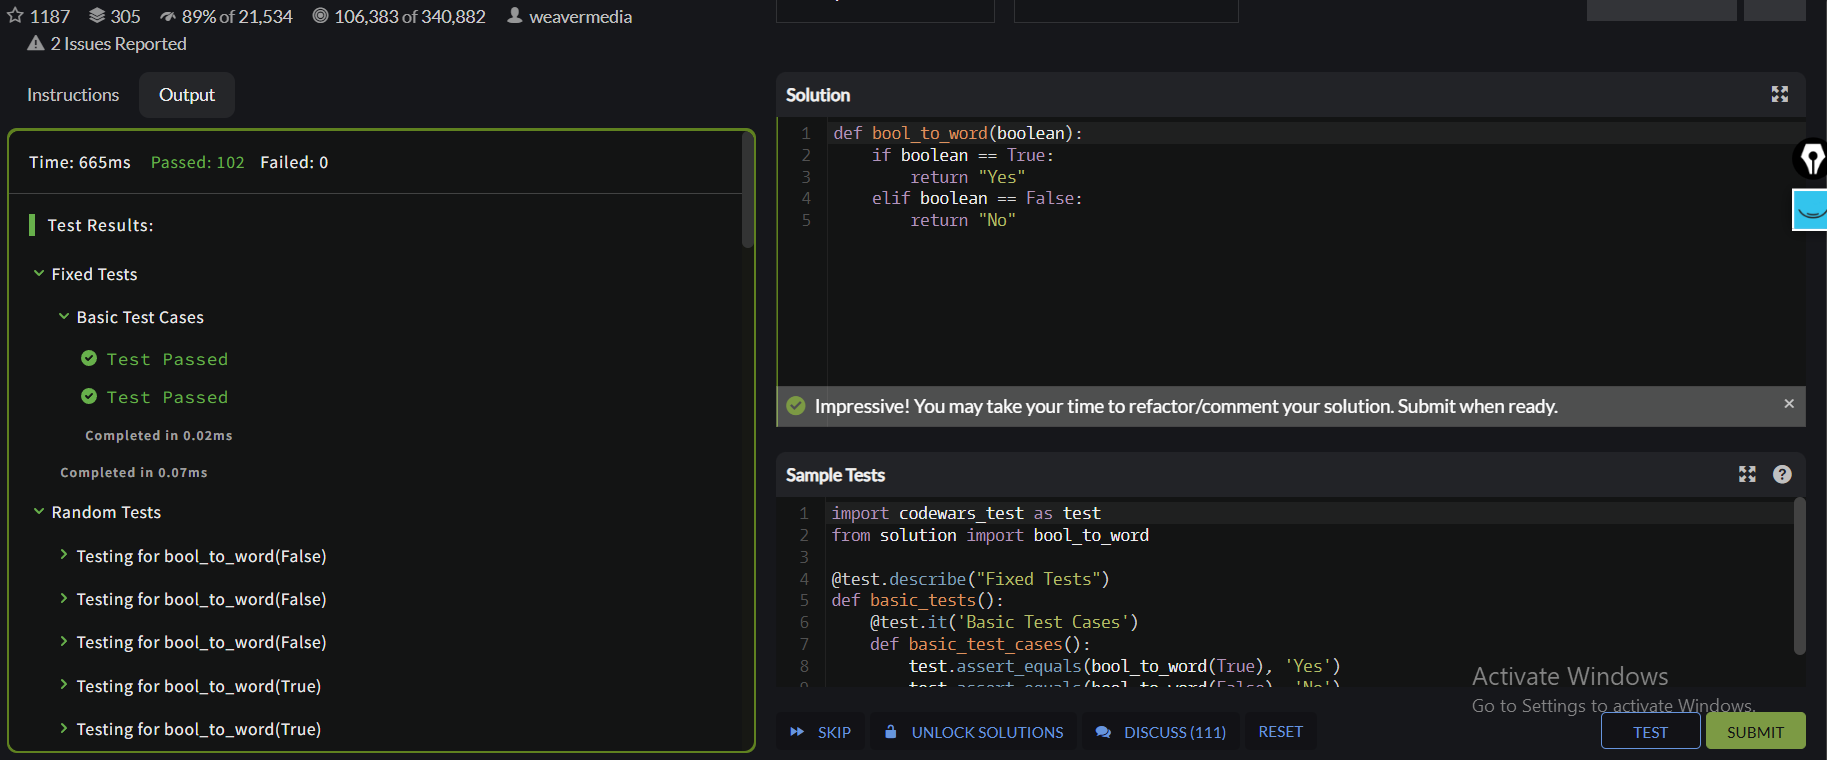 1187 305 89% of 21,534 106,383 of 340,882 weavermedia
2 Issues Reported
Instructions Output
Time: 665ms Passed: 102 Failed: 0
Test Results:
Fixed Tests
Basic Test Cases
Test Passed
Test Passed
Completed in 0.02ms
Completed in 0.07ms
Random Tests
Testing for bool_to_word(False)
Testing for bool_to_word(False)
Testing for bool_to_word(False)
Testing for bool_to_word(True)
Testing for bool_to_word(True)
Solution
1 def bool_to_word(boolean):
2     if boolean == True:
3         return "Yes"
4     elif boolean == False:
5         return "No"
Impressive! You may take your time to refactor/comment your solution. Submit when ready.
Sample Tests
1 import codewars_test as test
2 from solution import bool_to_word
3
4 @test.describe("Fixed Tests")
5 def basic_tests():
6     @test.it('Basic Test Cases')
7     def basic_test_cases():
8         test.assert_equals(bool_to_word(True), 'Yes')
9         test.assert_equals(bool_to_word(False), 'No')
Activate Windows
Go to Settings to activate Windows.
SKIP UNLOCK SOLUTIONS DISCUSS (111) RESET TEST SUBMIT